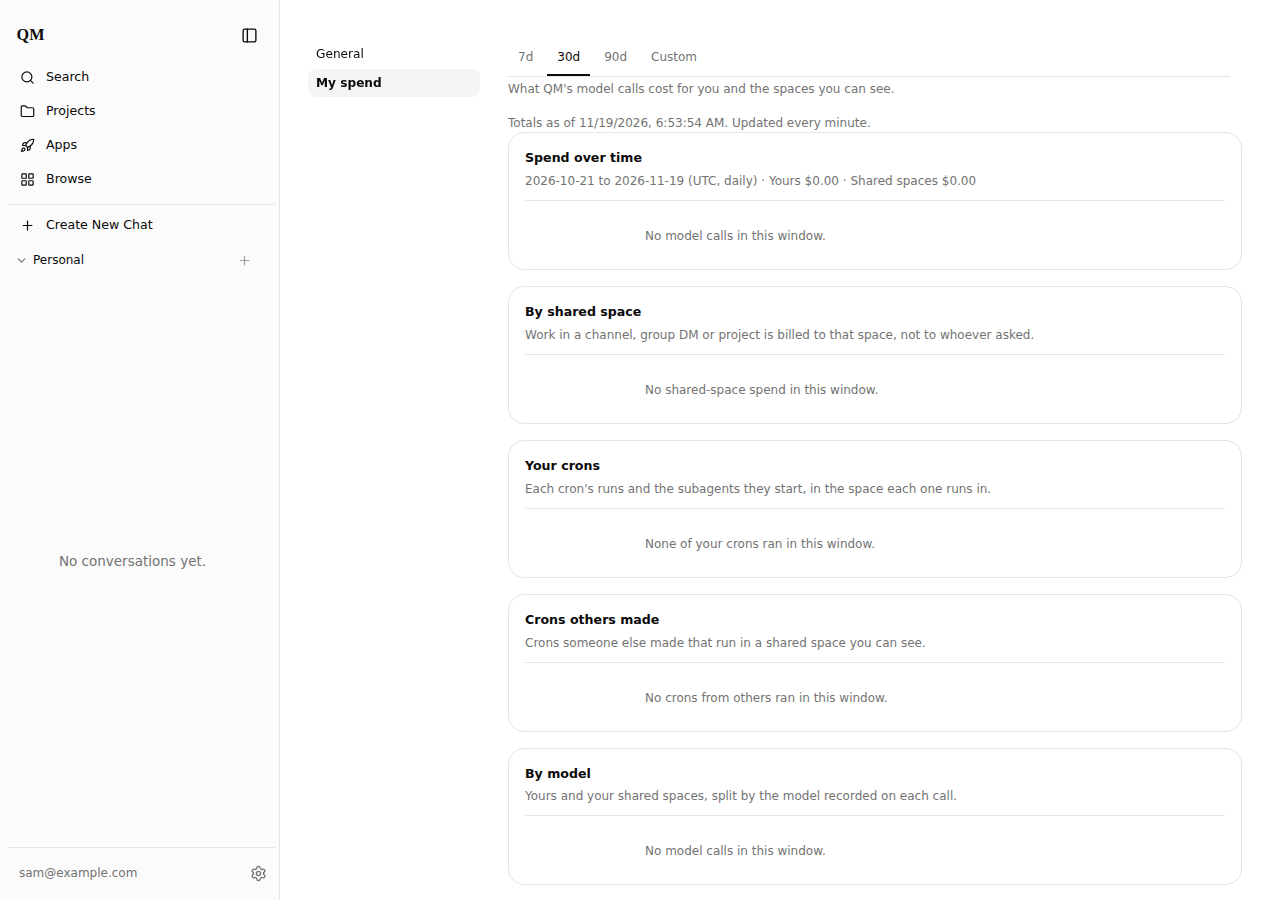 QM
Search
Projects
Apps
Browse
Create New Chat
Personal
No conversations yet.
sam@example.com
General
My spend
7d 30d 90d Custom
What QM's model calls cost for you and the spaces you can see.
Totals as of 11/19/2026, 6:53:54 AM. Updated every minute.
Spend over time
2026-10-21 to 2026-11-19 (UTC, daily) · Yours $0.00 · Shared spaces $0.00
No model calls in this window.
By shared space
Work in a channel, group DM or project is billed to that space, not to whoever asked.
No shared-space spend in this window.
Your crons
Each cron's runs and the subagents they start, in the space each one runs in.
None of your crons ran in this window.
Crons others made
Crons someone else made that run in a shared space you can see.
No crons from others ran in this window.
By model
Yours and your shared spaces, split by the model recorded on each call.
No model calls in this window.